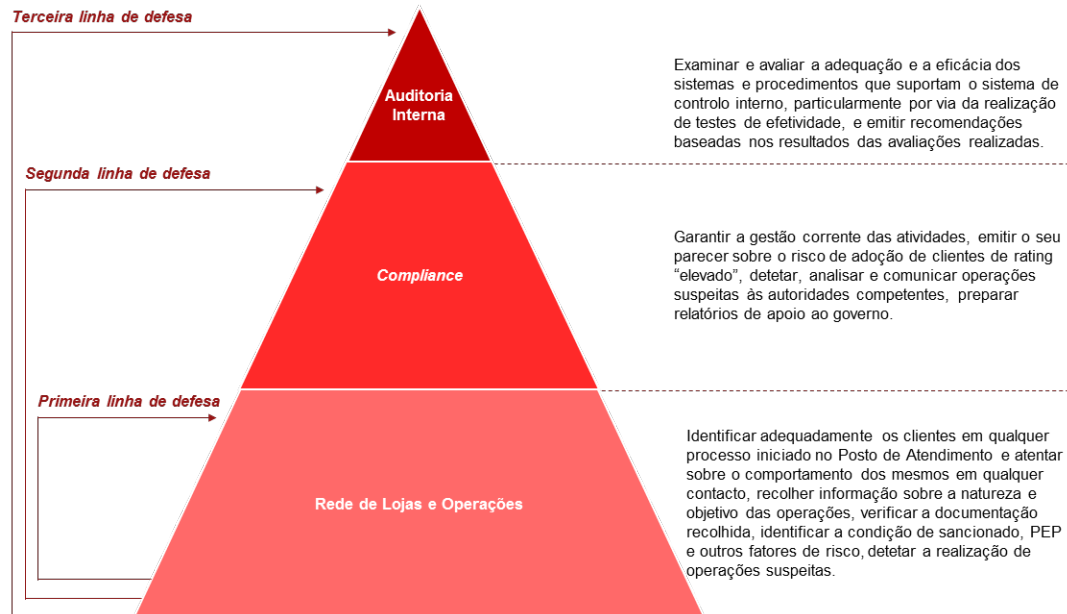 Terceira linha de defesa
Auditoria
Interna
Examinar e avaliar a adequação e a eficácia dos
sistemas e procedimentos que suportam o sistema de
controlo interno, particularmente por via da realização
de testes de efetividade, e emitir recomendações
baseadas nos resultados das avaliações realizadas.
Segunda linha de defesa
Compliance
Garantir a gestão corrente das atividades, emitir o seu
parecer sobre o risco de adoção de clientes de rating
“elevado”, detetar, analisar e comunicar operações
suspeitas às autoridades competentes, preparar
relatórios de apoio ao governo.
Primeira linha de defesa
Rede de Lojas e Operações
Identificar adequadamente os clientes em qualquer
processo iniciado no Posto de Atendimento e atentar
sobre o comportamento dos mesmos em qualquer
contacto, recolher informação sobre a natureza e
objetivo das operações, verificar a documentação
recolhida, identificar a condição de sancionado, PEP
e outros fatores de risco, detetar a realização de
operações suspeitas.